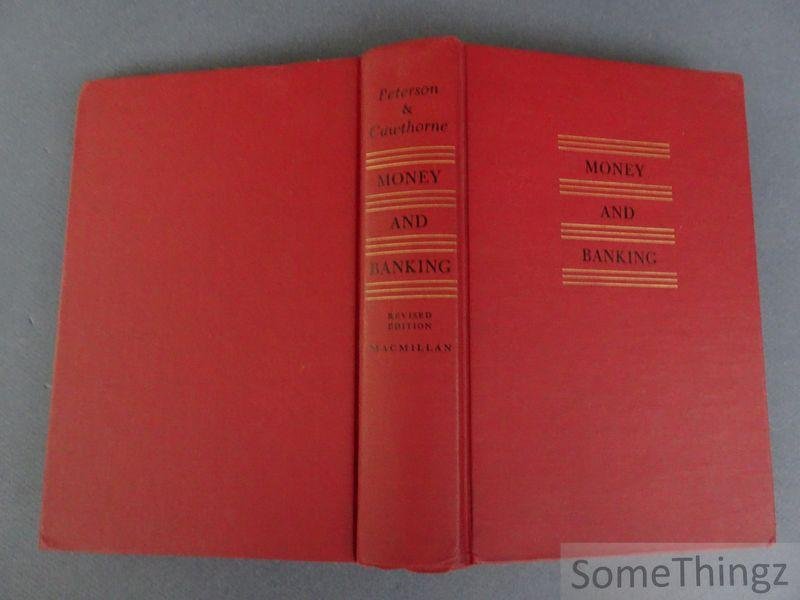 Peterson
&
Cawthorne
MONEY
AND
BANKING
REVISED
EDITION
MACMILLAN
MONEY
AND
BANKING
SomeThingz